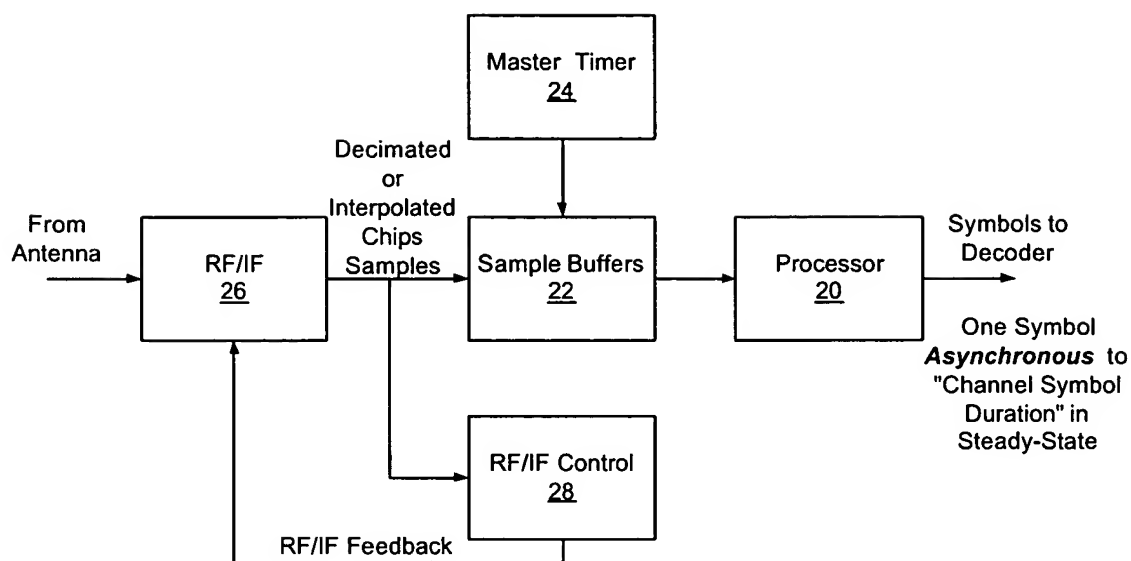 Master Timer
24
Decimated
or
Interpolated
Chips
Samples
From
Antenna
RF/IF
26
Sample Buffers
22
Processor
20
Symbols to
Decoder
One Symbol
Asynchronous to
"Channel Symbol
Duration" in
Steady-State
RF/IF Control
28
RF/IF Feedback